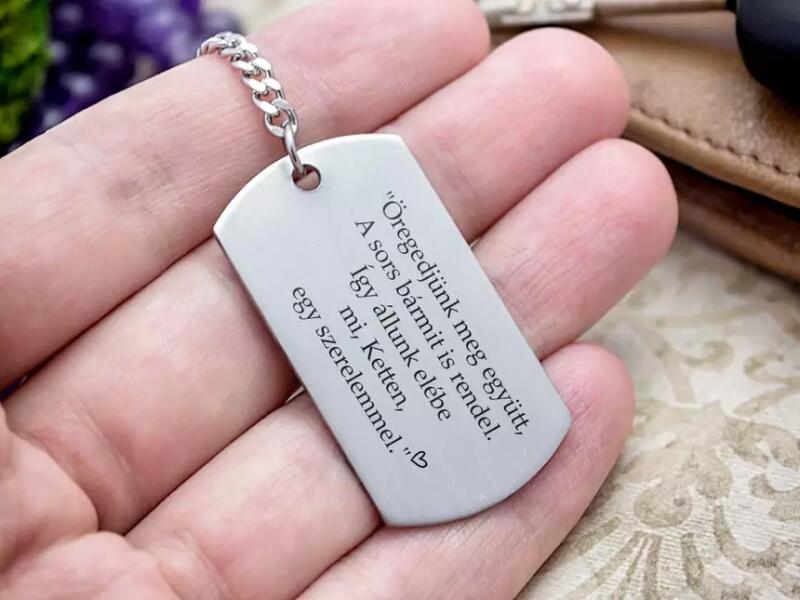 "Öregedjünk meg együtt,
A sors bármit is rendel.
Így állunk elébe
mi, Ketten,
egy szerelemmel."♡